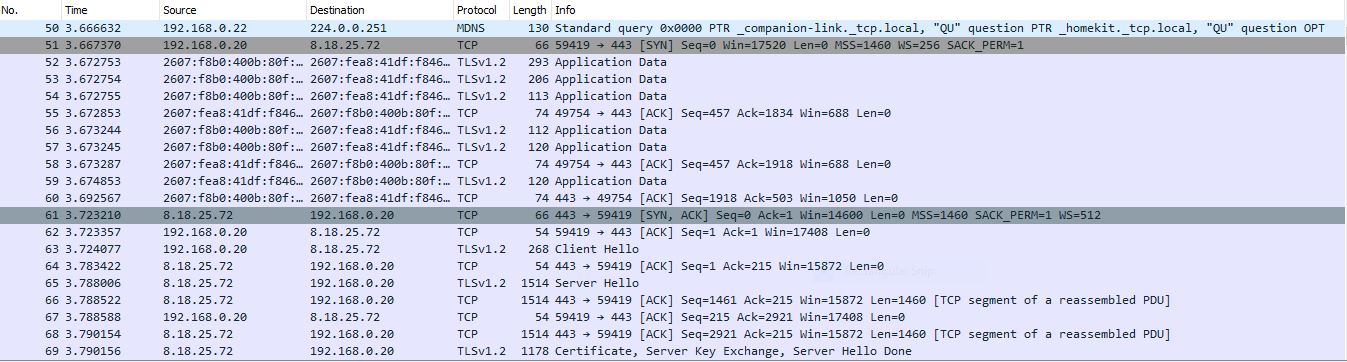 No. Time Source Destination Protocol Length Info
50 3.666632 192.168.0.22 224.0.0.251 MDNS 130 Standard query 0x0000 PTR _companion-link._tcp.local, "QU" question PTR _homekit._tcp.local, "QU" question OPT
51 3.667370 192.168.0.20 8.18.25.72 TCP 66 59419 → 443 [SYN] Seq=0 Win=17520 Len=0 MSS=1460 WS=256 SACK_PERM=1
52 3.672753 2607:f8b0:400b:80f:… 2607:fea8:41df:f846… TLSv1.2 293 Application Data
53 3.672754 2607:f8b0:400b:80f:… 2607:fea8:41df:f846… TLSv1.2 206 Application Data
54 3.672755 2607:f8b0:400b:80f:… 2607:fea8:41df:f846… TLSv1.2 113 Application Data
55 3.672853 2607:fea8:41df:f846… 2607:f8b0:400b:80f:… TCP 74 49754 → 443 [ACK] Seq=457 Ack=1834 Win=688 Len=0
56 3.673244 2607:f8b0:400b:80f:… 2607:fea8:41df:f846… TLSv1.2 112 Application Data
57 3.673245 2607:f8b0:400b:80f:… 2607:fea8:41df:f846… TLSv1.2 120 Application Data
58 3.673287 2607:fea8:41df:f846… 2607:f8b0:400b:80f:… TCP 74 49754 → 443 [ACK] Seq=457 Ack=1918 Win=688 Len=0
59 3.674853 2607:fea8:41df:f846… 2607:f8b0:400b:80f:… TLSv1.2 120 Application Data
60 3.692567 2607:f8b0:400b:80f:… 2607:fea8:41df:f846… TCP 74 443 → 49754 [ACK] Seq=1918 Ack=503 Win=1050 Len=0
61 3.723210 8.18.25.72 192.168.0.20 TCP 66 443 → 59419 [SYN, ACK] Seq=0 Ack=1 Win=14600 Len=0 MSS=1460 SACK_PERM=1 WS=512
62 3.723357 192.168.0.20 8.18.25.72 TCP 54 59419 → 443 [ACK] Seq=1 Ack=1 Win=17408 Len=0
63 3.724077 192.168.0.20 8.18.25.72 TLSv1.2 268 Client Hello
64 3.783422 8.18.25.72 192.168.0.20 TCP 54 443 → 59419 [ACK] Seq=1 Ack=215 Win=15872 Len=0
65 3.788006 8.18.25.72 192.168.0.20 TLSv1.2 1514 Server Hello
66 3.788522 8.18.25.72 192.168.0.20 TCP 1514 443 → 59419 [ACK] Seq=1461 Ack=215 Win=15872 Len=1460 [TCP segment of a reassembled PDU]
67 3.788588 192.168.0.20 8.18.25.72 TCP 54 59419 → 443 [ACK] Seq=215 Ack=2921 Win=17408 Len=0
68 3.790154 8.18.25.72 192.168.0.20 TCP 1514 443 → 59419 [ACK] Seq=2921 Ack=215 Win=15872 Len=1460 [TCP segment of a reassembled PDU]
69 3.790156 8.18.25.72 192.168.0.20 TLSv1.2 1178 Certificate, Server Key Exchange, Server Hello Done